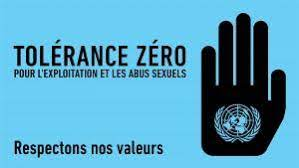 TOLÉRANCE ZÉRO
POUR L'EXPLOITATION ET LES ABUS SEXUELS
Respectons nos valeurs